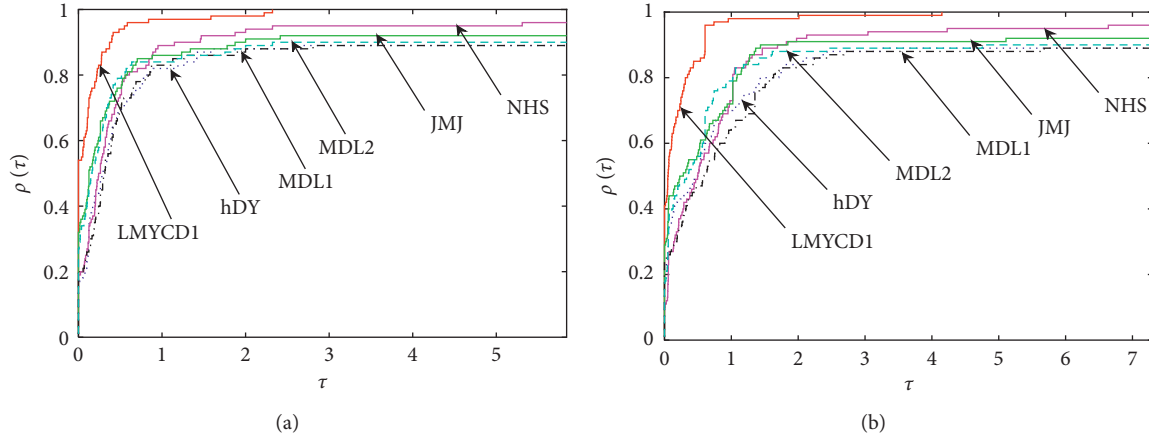 1
0.8
0.6
0.4
0.2
0
ρ (τ)
NHS
JMJ
MDL2
MDL1
hDY
LMYCD1
0 1 2 3 4 5
τ
(a)
1
0.8
0.6
0.4
0.2
0
ρ (τ)
NHS
JMJ
MDL1
MDL2
hDY
LMYCD1
0 1 2 3 4 5 6 7
τ
(b)